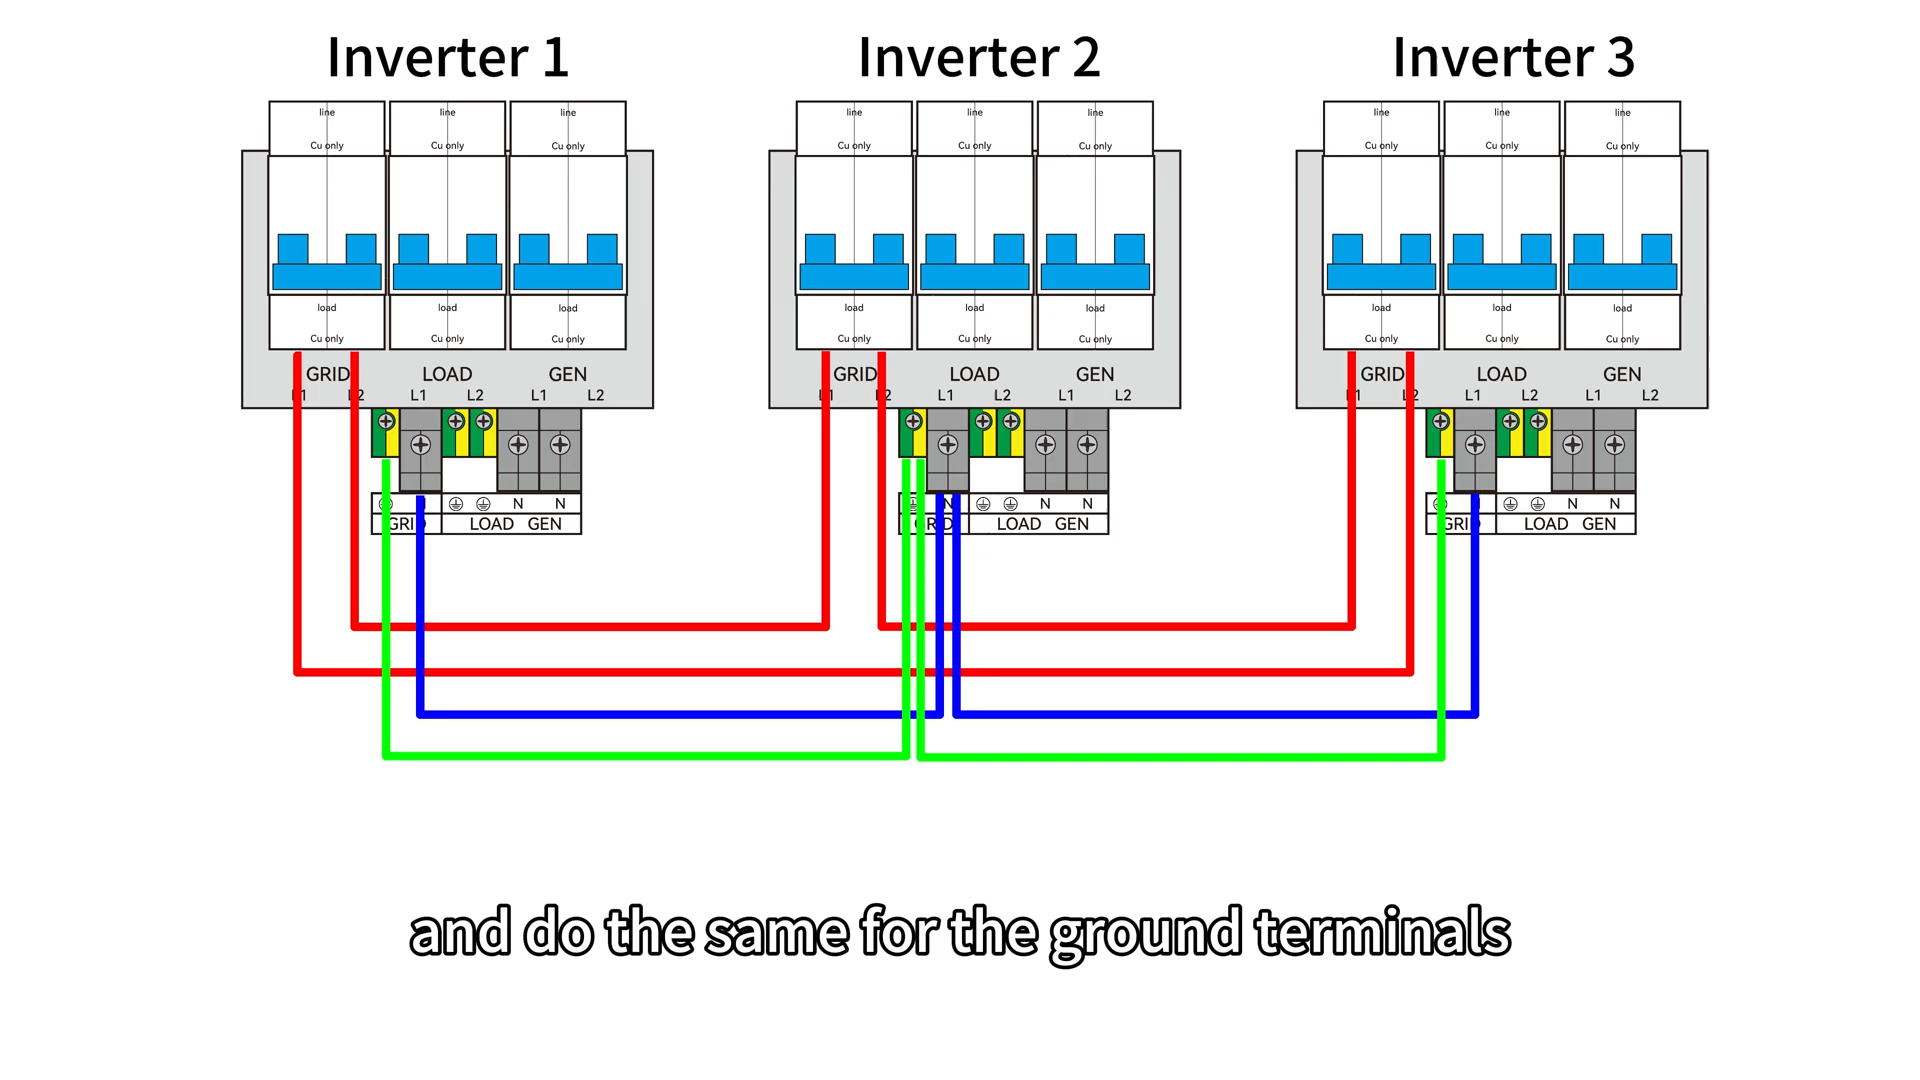 Inverter 1
Inverter 2
Inverter 3
line line line
Cu only Cu only Cu only
load load load
Cu only Cu only Cu only
GRID LOAD GEN
L1 L2 L1 L2
N N
LOAD GEN
line line line
Cu only Cu only Cu only
load load load
Cu only Cu only Cu only
GRID LOAD GEN
L1 L2 L1 L2
N N N
GRID LOAD GEN
line line line
Cu only Cu only Cu only
load load load
Cu only Cu only Cu only
GRID LOAD GEN
L1 L2 L1 L2
N N
GRID LOAD GEN
and do the same for the ground terminals